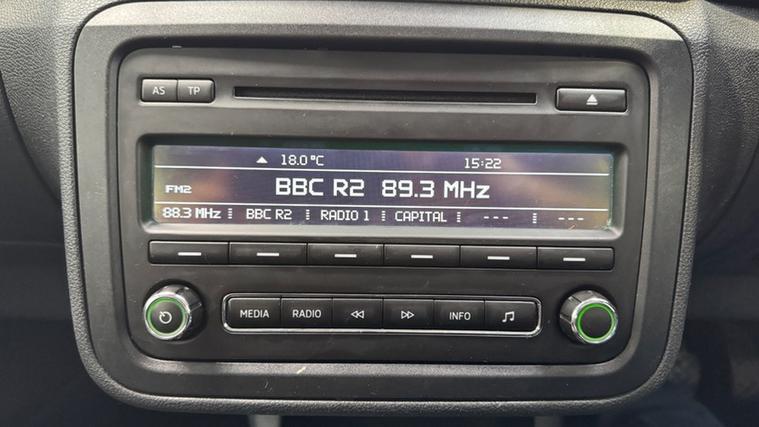 AS TP
18.0°C 15:22
FM2 BBC R2 89.3 MHz
88.3 MHz BBC R2 RADIO 1 CAPITAL --- ---
MEDIA RADIO INFO